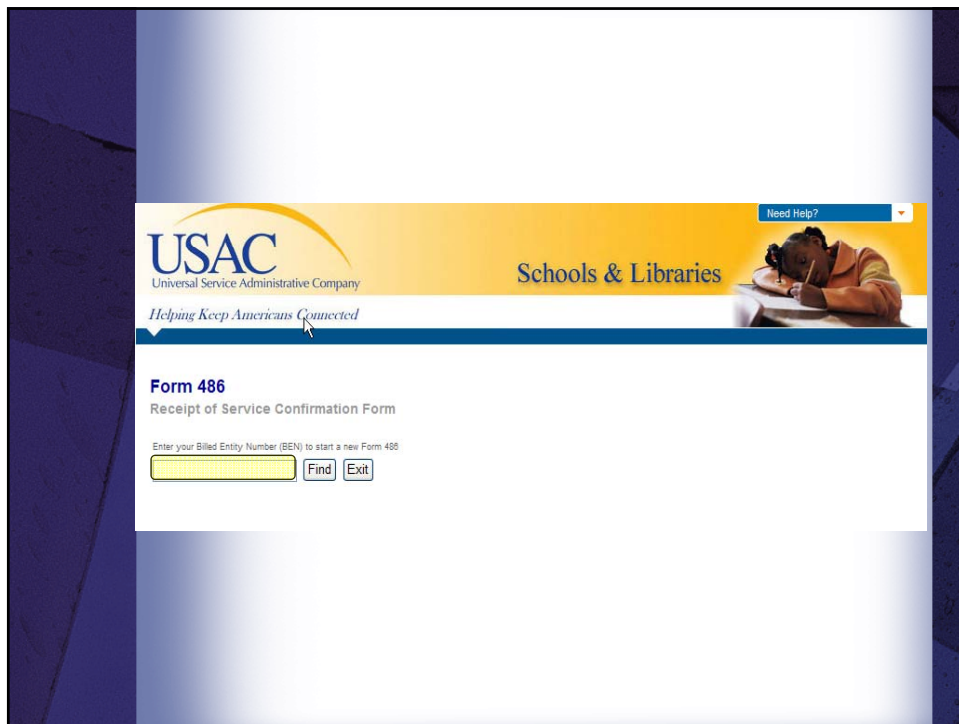 Need Help?
USAC
Universal Service Administrative Company
Schools & Libraries
Helping Keep Americans Connected
Form 486
Receipt of Service Confirmation Form
Enter your Billed Entity Number (BEN) to start a new Form 486
Find Exit